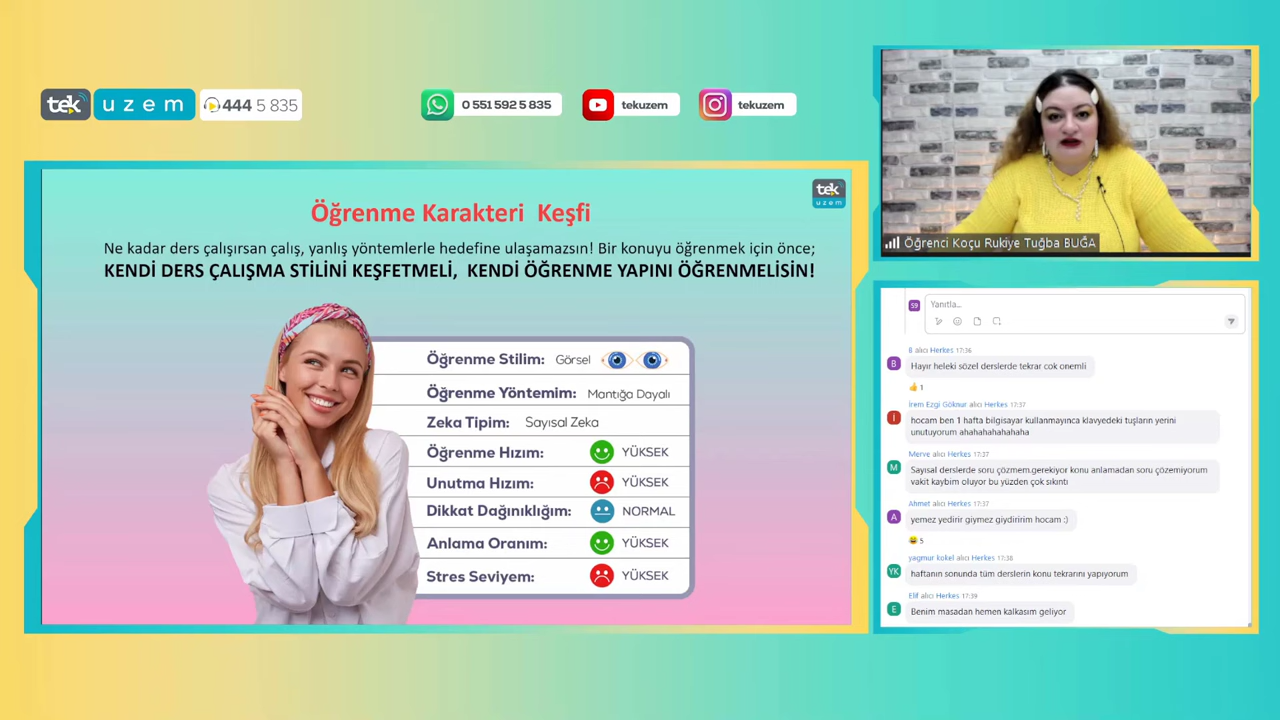 tek uzem 444 5 835
0 551 592 5 835
tekuzem
tekuzem
tek
uzem
Öğrenme Karakteri Keşfi
Ne kadar ders çalışırsan çalış, yanlış yöntemlerle hedefine ulaşamazsın! Bir konuyu öğrenmek için önce;
KENDİ DERS ÇALIŞMA STİLİNİ KEŞFETMELİ, KENDİ ÖĞRENME YAPINI ÖĞRENMELİSİN!
Öğrenme Stilim: Görsel
Öğrenme Yöntemim: Mantığa Dayalı
Zeka Tipim: Sayısal Zeka
Öğrenme Hızım: YÜKSEK
Unutma Hızım: YÜKSEK
Dikkat Dağınıklığım: NORMAL
Anlama Oranım: YÜKSEK
Stres Seviyem: YÜKSEK
Öğrenci Koçu Rukiye Tuğba BUĞA
S9 Yanıtla...
B alıcı Herkes 17:36
B Hayır heleki sözel derslerde tekrar cok onemli
1
İrem Ezgi Göknur alıcı Herkes 17:37
I hocam ben 1 hafta bilgisayar kullanmayınca klavyedeki tuşların yerini
unutuyorum ahahahahahaha
Merve alıcı Herkes 17:37
M Sayısal derslerde soru çözmem.gerekiyor konu anlamadan soru çözemiyorum
vakit kaybim oluyor bu yüzden çok sıkıntı
Ahmet alıcı Herkes 17:37
A yemez yedirir giymez giydiririm hocam :)
5
yagmur kokel alıcı Herkes 17:38
YK haftanın sonunda tüm derslerin konu tekrarını yapıyorum
Elif alıcı Herkes 17:39
E Benim masadan hemen kalkasım geliyor